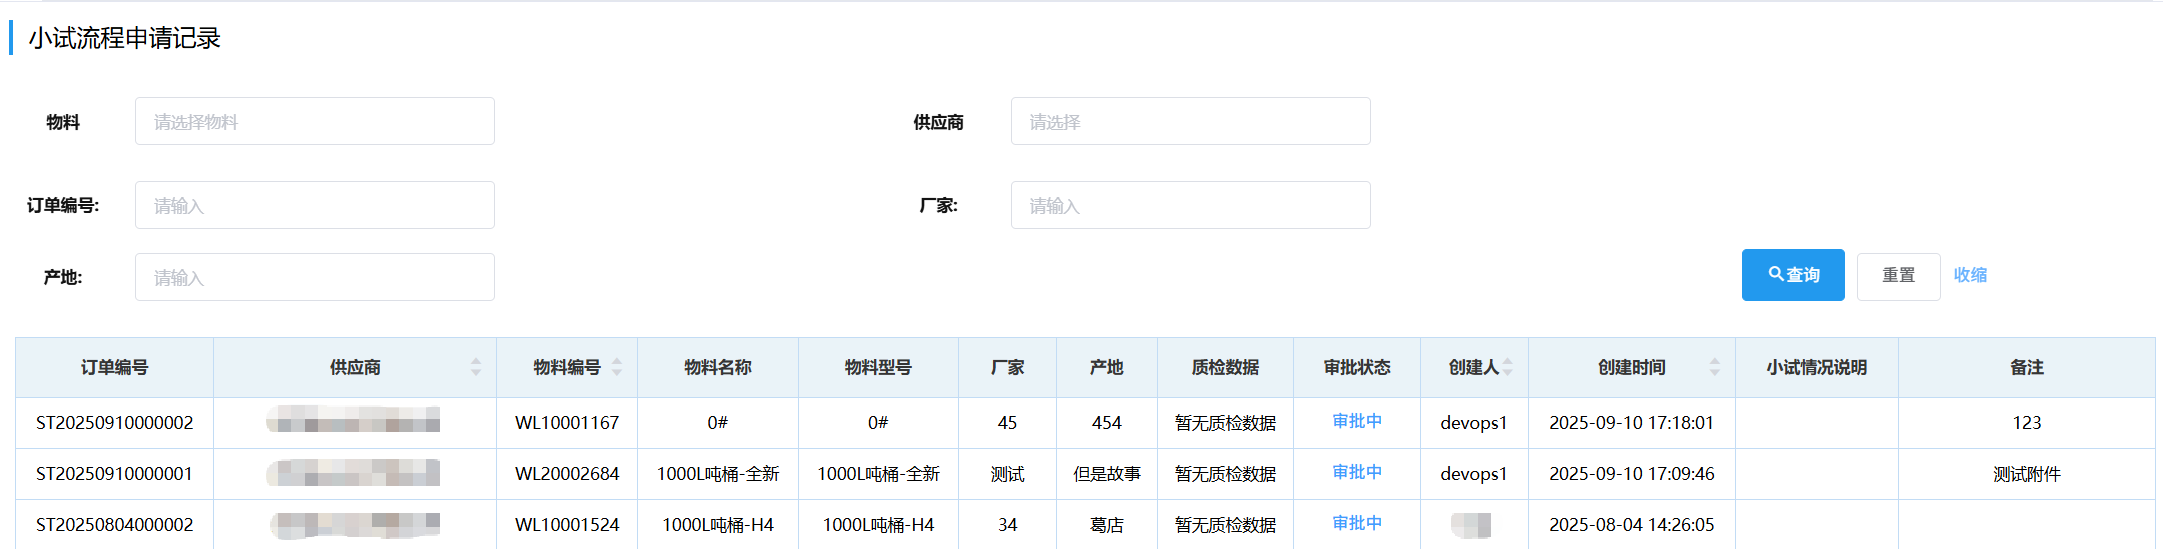 小试流程申请记录
物料 请选择物料 供应商 请选择
订单编号: 请输入 厂家: 请输入
产地: 请输入 查询 重置 收缩
订单编号 供应商 物料编号 物料名称 物料型号 厂家 产地 质检数据 审批状态 创建人 创建时间 小试情况说明 备注
ST20250910000002 WL10001167 0# 0# 45 454 暂无质检数据 审批中 devops1 2025-09-10 17:18:01 123
ST20250910000001 WL20002684 1000L吨桶-全新 1000L吨桶-全新 测试 但是故事 暂无质检数据 审批中 devops1 2025-09-10 17:09:46 测试附件
ST20250804000002 WL10001524 1000L吨桶-H4 1000L吨桶-H4 34 葛店 暂无质检数据 审批中 2025-08-04 14:26:05